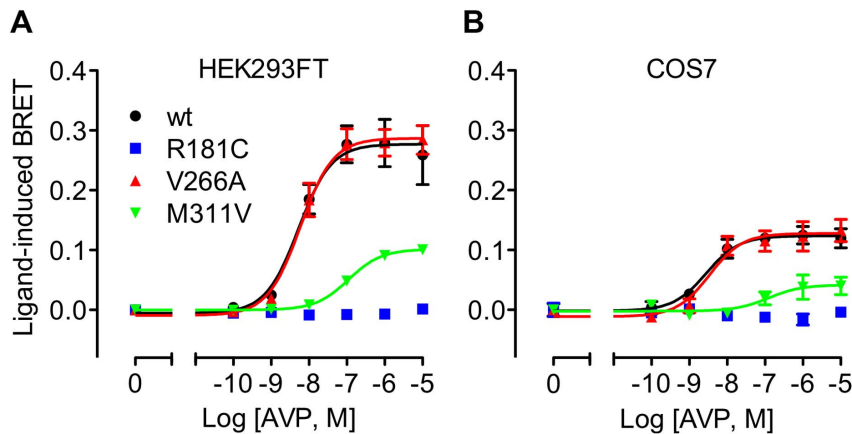 A
HEK293FT
Ligand-induced BRET
0.4
0.3
0.2
0.1
0.0
wt
R181C
V266A
M311V
0 -10 -9 -8 -7 -6 -5
Log [AVP, M]
B
COS7
0.4
0.3
0.2
0.1
0.0
0 -10 -9 -8 -7 -6 -5
Log [AVP, M]